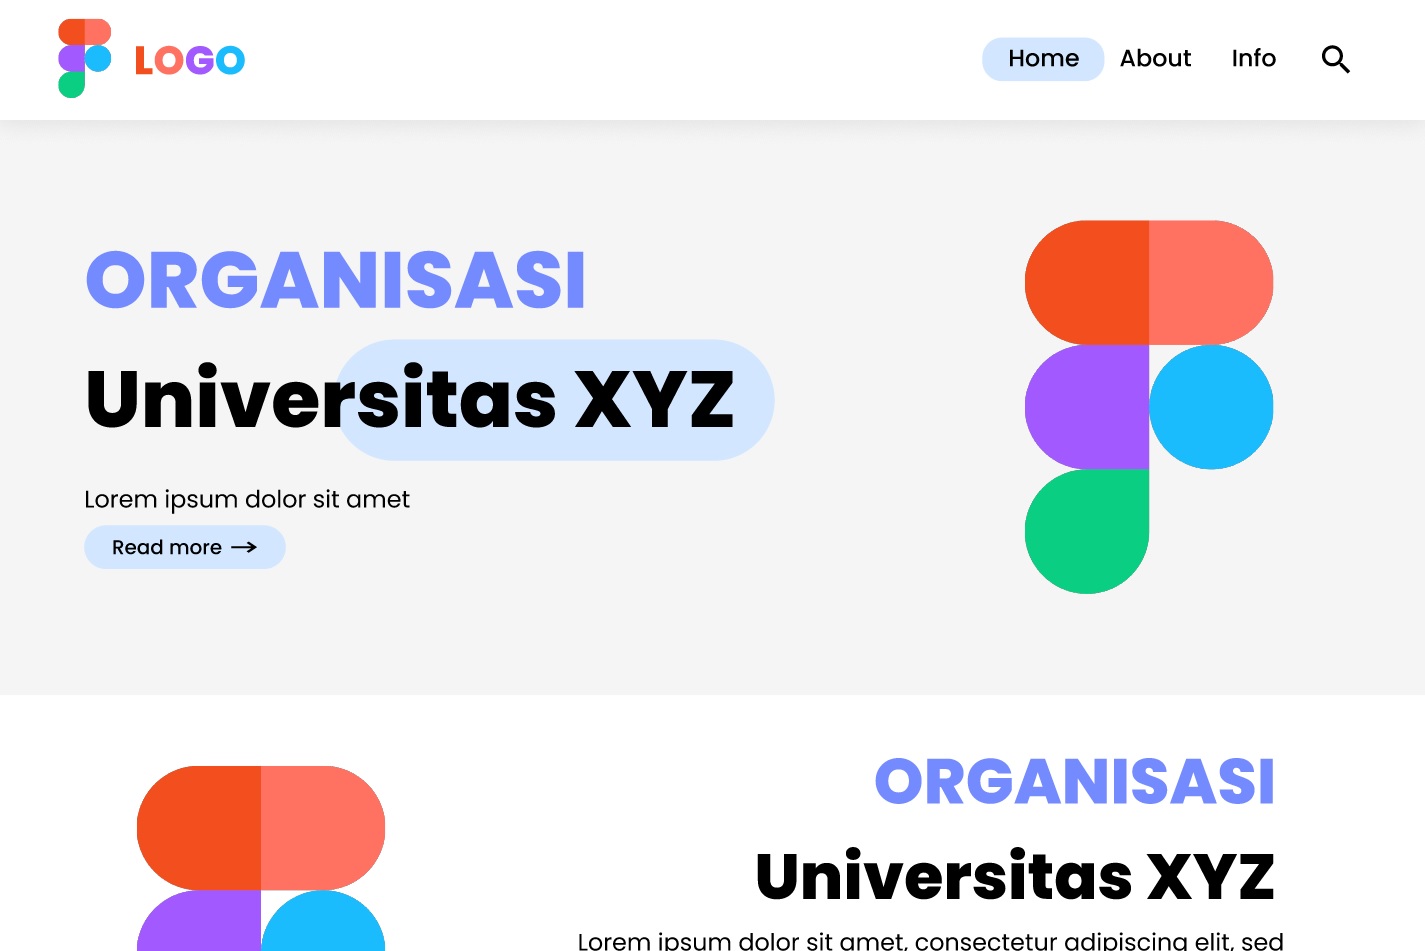 LOGO
Home About Info
ORGANISASI
Universitas XYZ
Lorem ipsum dolor sit amet
Read more →
ORGANISASI
Universitas XYZ
Lorem ipsum dolor sit amet, consectetur adipiscing elit, sed